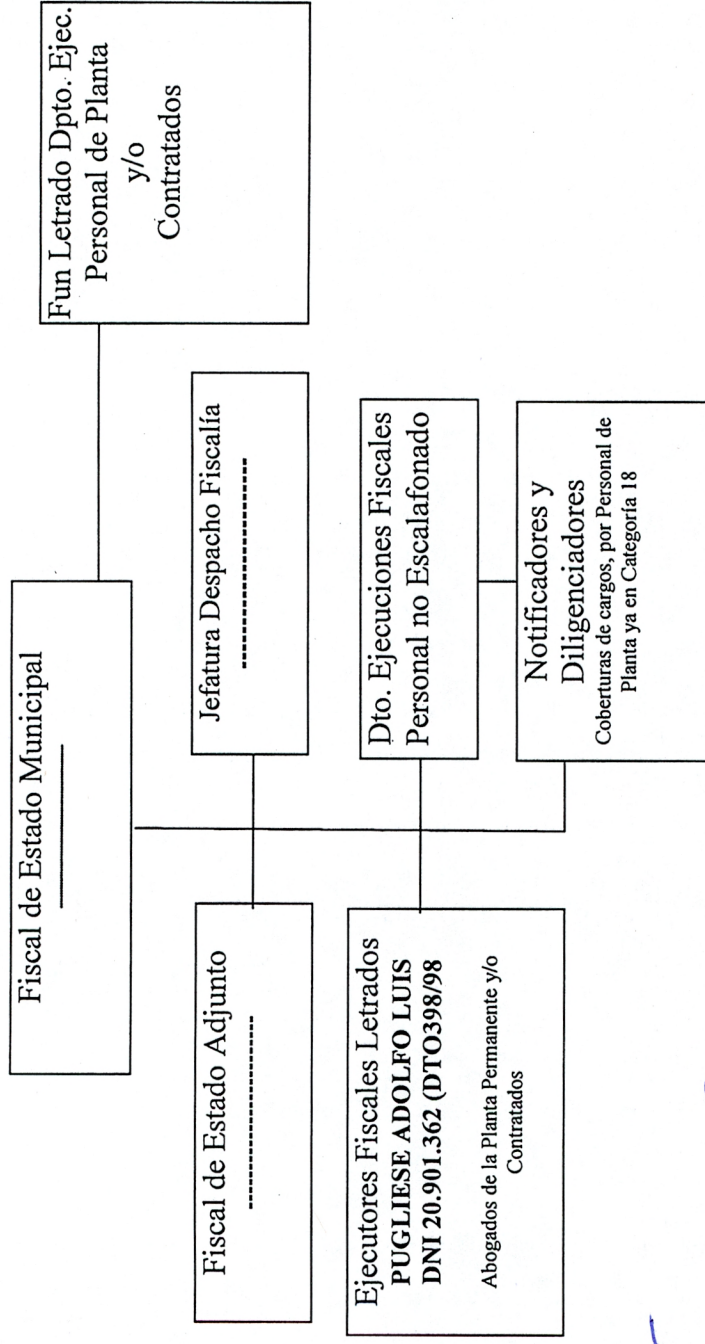 Fiscal de Estado Municipal
Fun Letrado Dpto. Ejec.
Personal de Planta
y/o
Contratados
Fiscal de Estado Adjunto
Jefatura Despacho Fiscalía
Ejecutores Fiscales Letrados
PUGLIESE ADOLFO LUIS
DNI 20.901.362 (DTO398/98
Abogados de la Planta Permanente y/o
Contratados
Dto. Ejecuciones Fiscales
Personal no Escalafonado
Notificadores y
Diligenciadores
Coberturas de cargos, por Personal de
Planta ya en Categoría 18